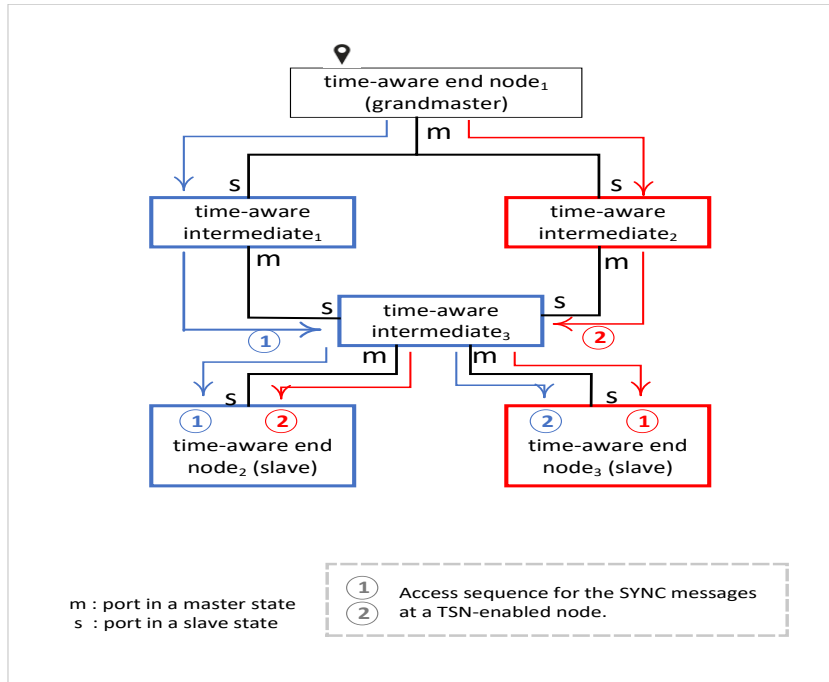 time-aware end node₁
(grandmaster)
m
s
s
time-aware
intermediate₁
time-aware
intermediate₂
m
m
s
s
time-aware
intermediate₃
1
2
m
m
s
s
1
2
2
1
time-aware end
node₂ (slave)
time-aware end
node₃ (slave)
m : port in a master state
s : port in a slave state
1
2
Access sequence for the SYNC messages
at a TSN-enabled node.